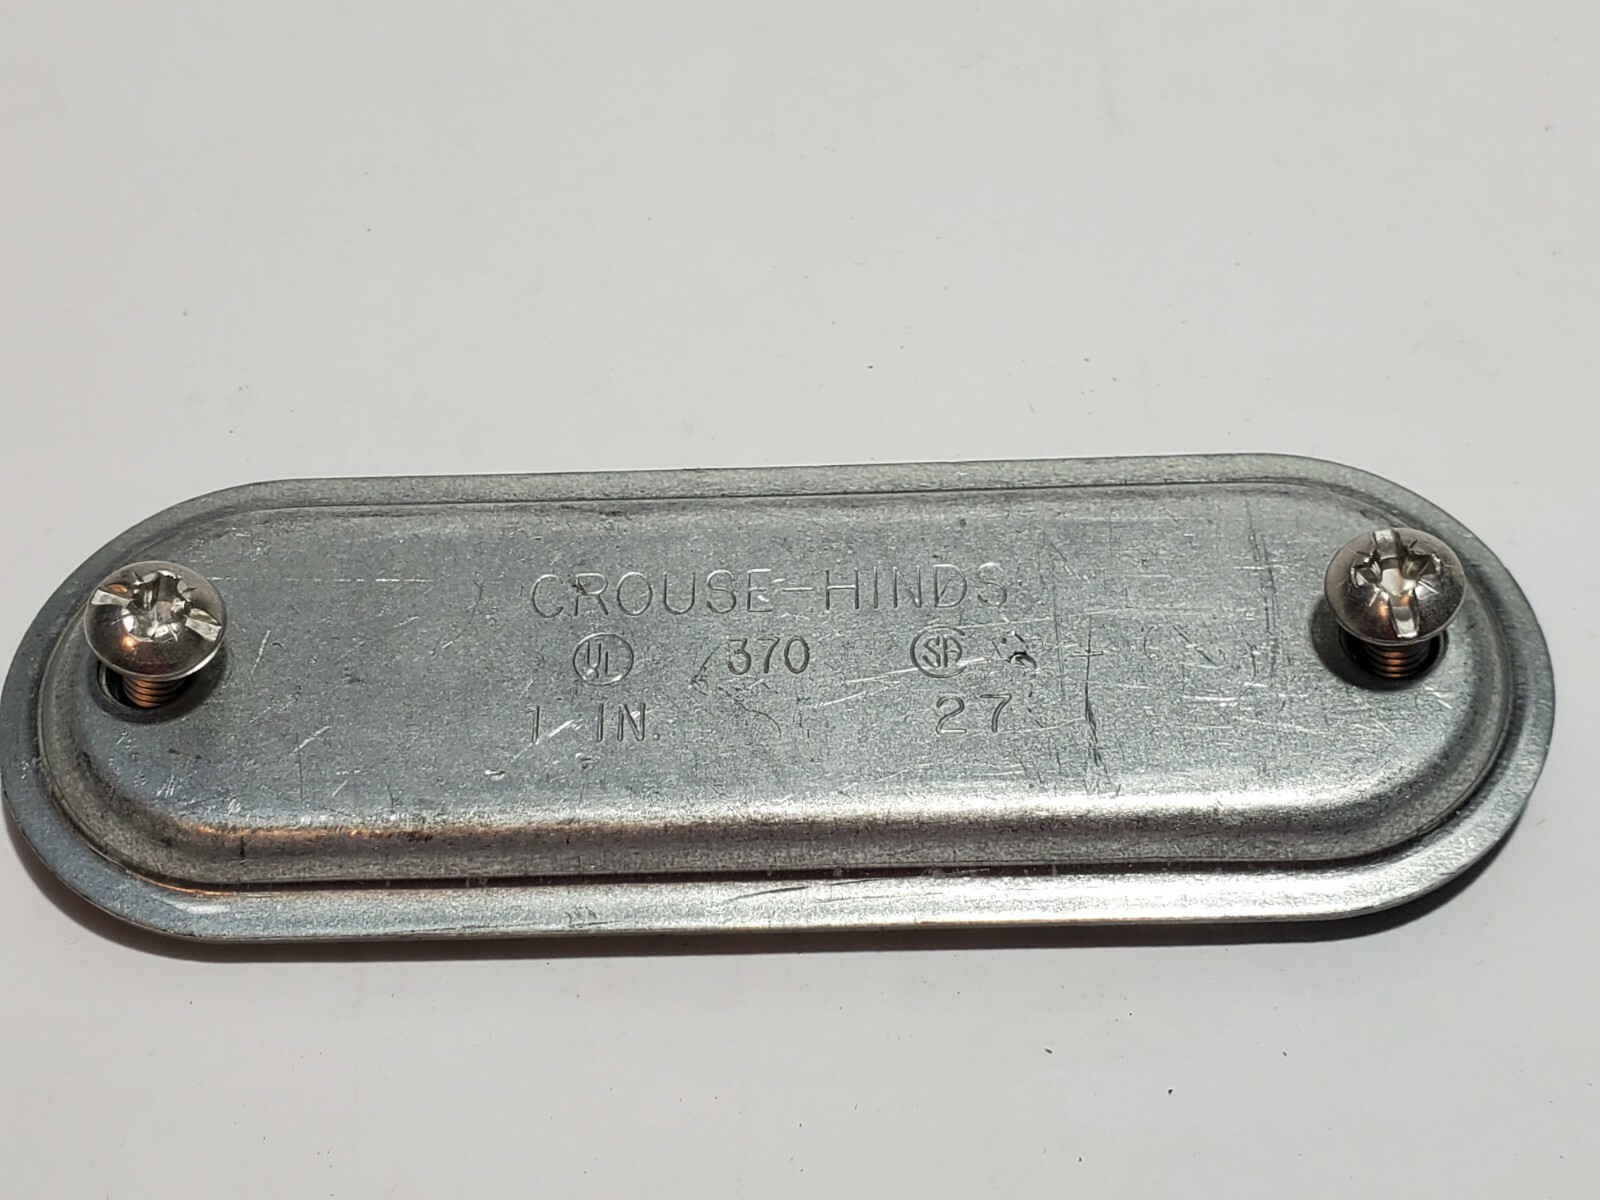 CROUSE-HINDS
UL 370 SA
1 IN. 27